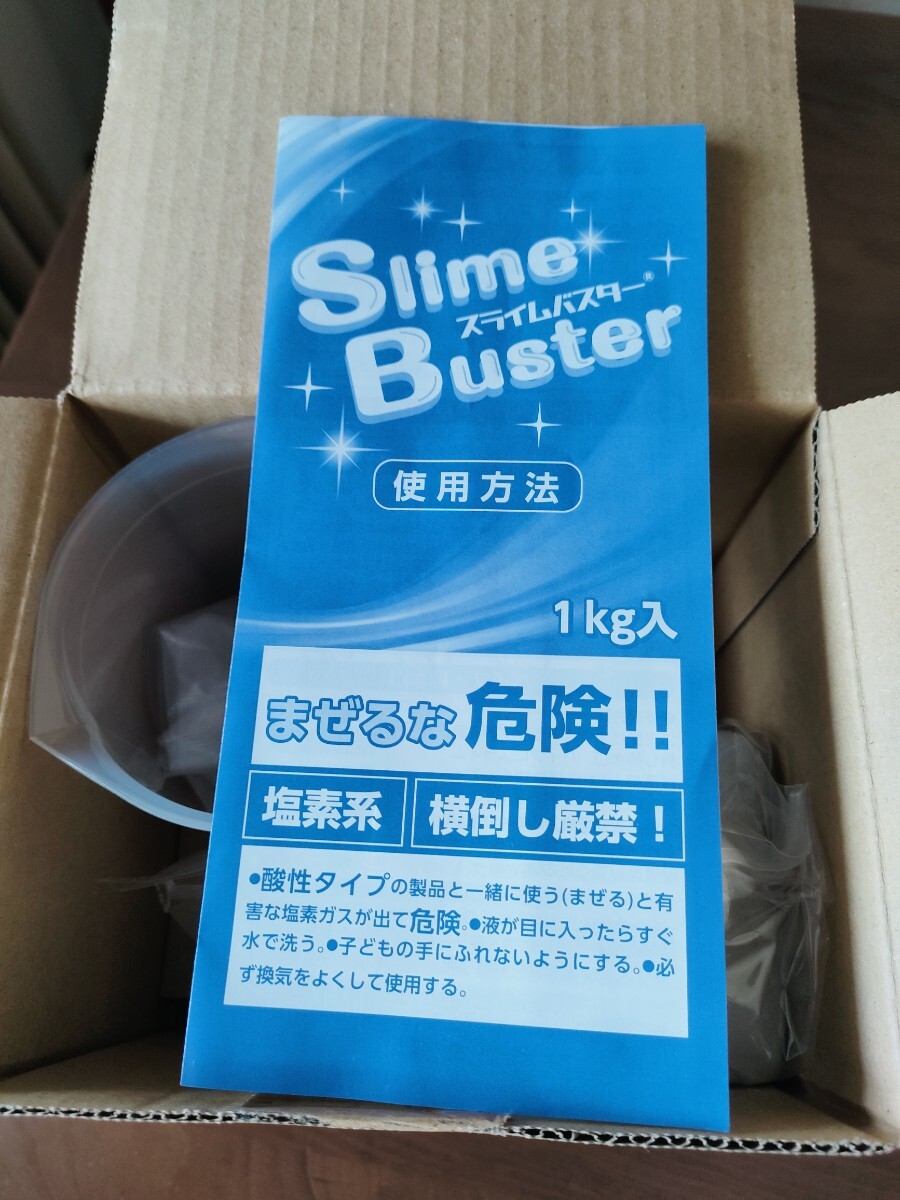 Slime
スライムバスター®
Buster
使用方法
1kg入
まぜるな 危険!!
塩素系
横倒し厳禁!
●酸性タイプの製品と一緒に使う(まぜる)と有
害な塩素ガスが出て危険。●液が目に入ったらすぐ
水で洗う。●子どもの手にふれないようにする。●必
ず換気をよくして使用する。